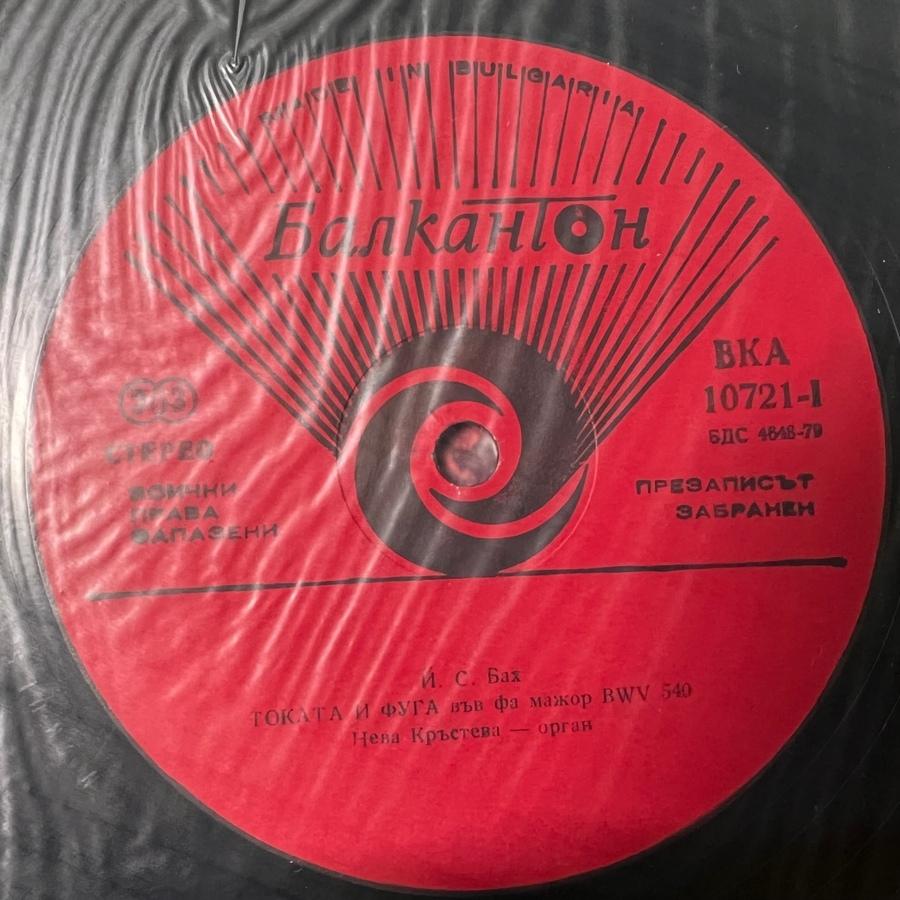 MADE IN BULGARIA
Балкантон
33
СТЕРЕО
ВСИЧКИ
ПРАВА
ЗАПАЗЕНИ
ВКА
10721-I
БДС 4648-79
ПРЕЗАПИСЪТ
ЗАБРАНЕН
Й. С. Бах
ТОКАТА И ФУГА във фа мажор BWV 540
Нева Кръстева — орган